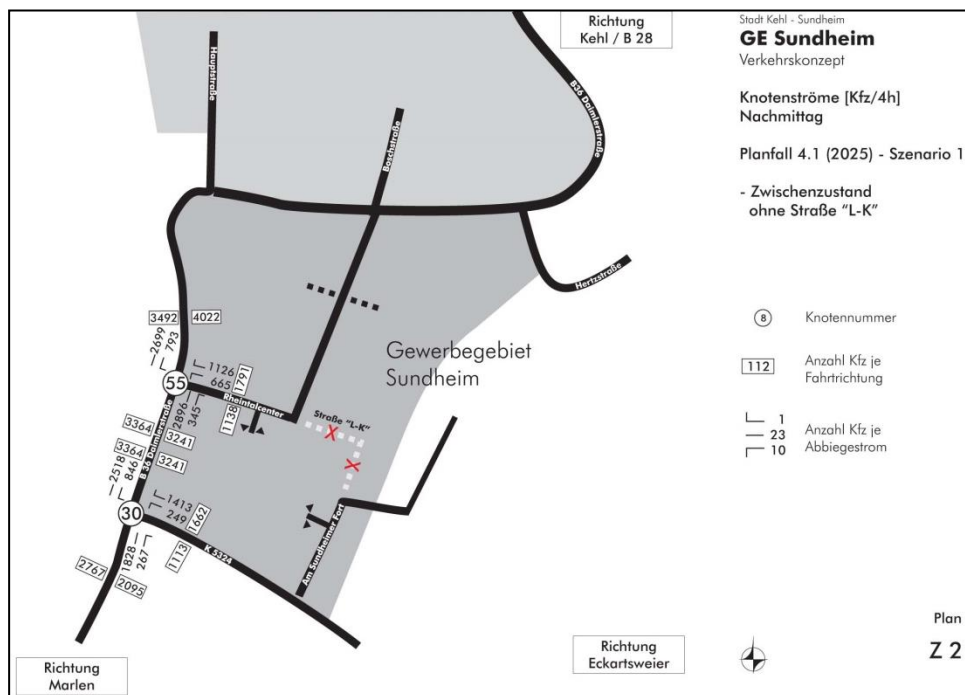 Richtung
Kehl / B 28
Stadt Kehl - Sundheim
GE Sundheim
Verkehrskonzept
Knotenströme [Kfz/4h]
Nachmittag
Planfall 4.1 (2025) - Szenario 1
- Zwischenzustand
ohne Straße "L-K"
Hauptstraße
Boschstraße
B36 Daimlerstraße
Hertzstraße
8 Knotennummer
112 Anzahl Kfz je
Fahrtrichtung
1
23
10
Anzahl Kfz je
Abbiegestrom
Gewerbegebiet
Sundheim
3492 4022
2699
793
55
1126
665
1791
Rheintalcenter
1138
2896
345
Straße "L-K"
3364
3241
B 36 Daimlerstraße
3364
3241
2518
846
30
1413
249
1662
K 5324
1113
1828
267
2767
2095
Am Sundheimer Fort
Richtung
Marlen
Richtung
Eckartsweier
Plan
Z 2